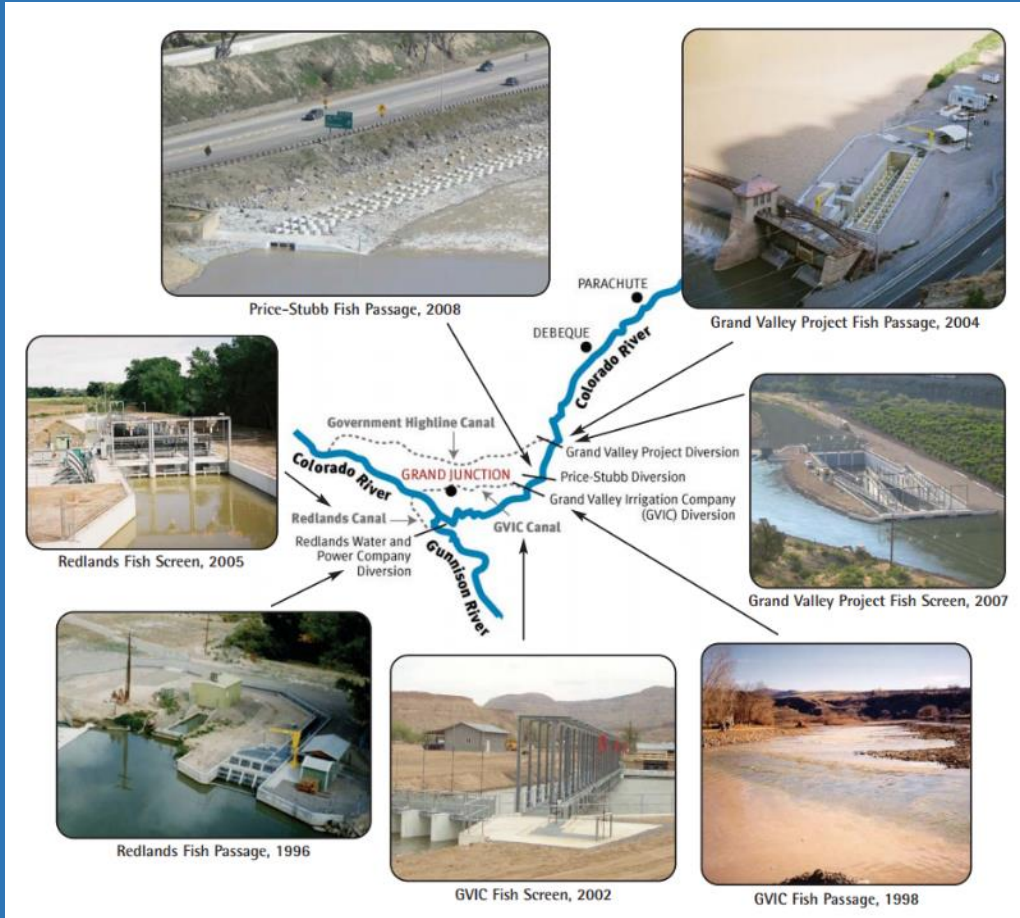 Price-Stubb Fish Passage, 2008
Grand Valley Project Fish Passage, 2004
PARACHUTE
DEBEQUE
Colorado River
Government Highline Canal
Grand Valley Project Diversion
Colorado River
GRAND JUNCTION
Price-Stubb Diversion
Grand Valley Irrigation Company
(GVIC) Diversion
Redlands Canal
GVIC Canal
Redlands Water and
Power Company
Diversion
Gunnison River
Redlands Fish Screen, 2005
Grand Valley Project Fish Screen, 2007
Redlands Fish Passage, 1996
GVIC Fish Screen, 2002
GVIC Fish Passage, 1998